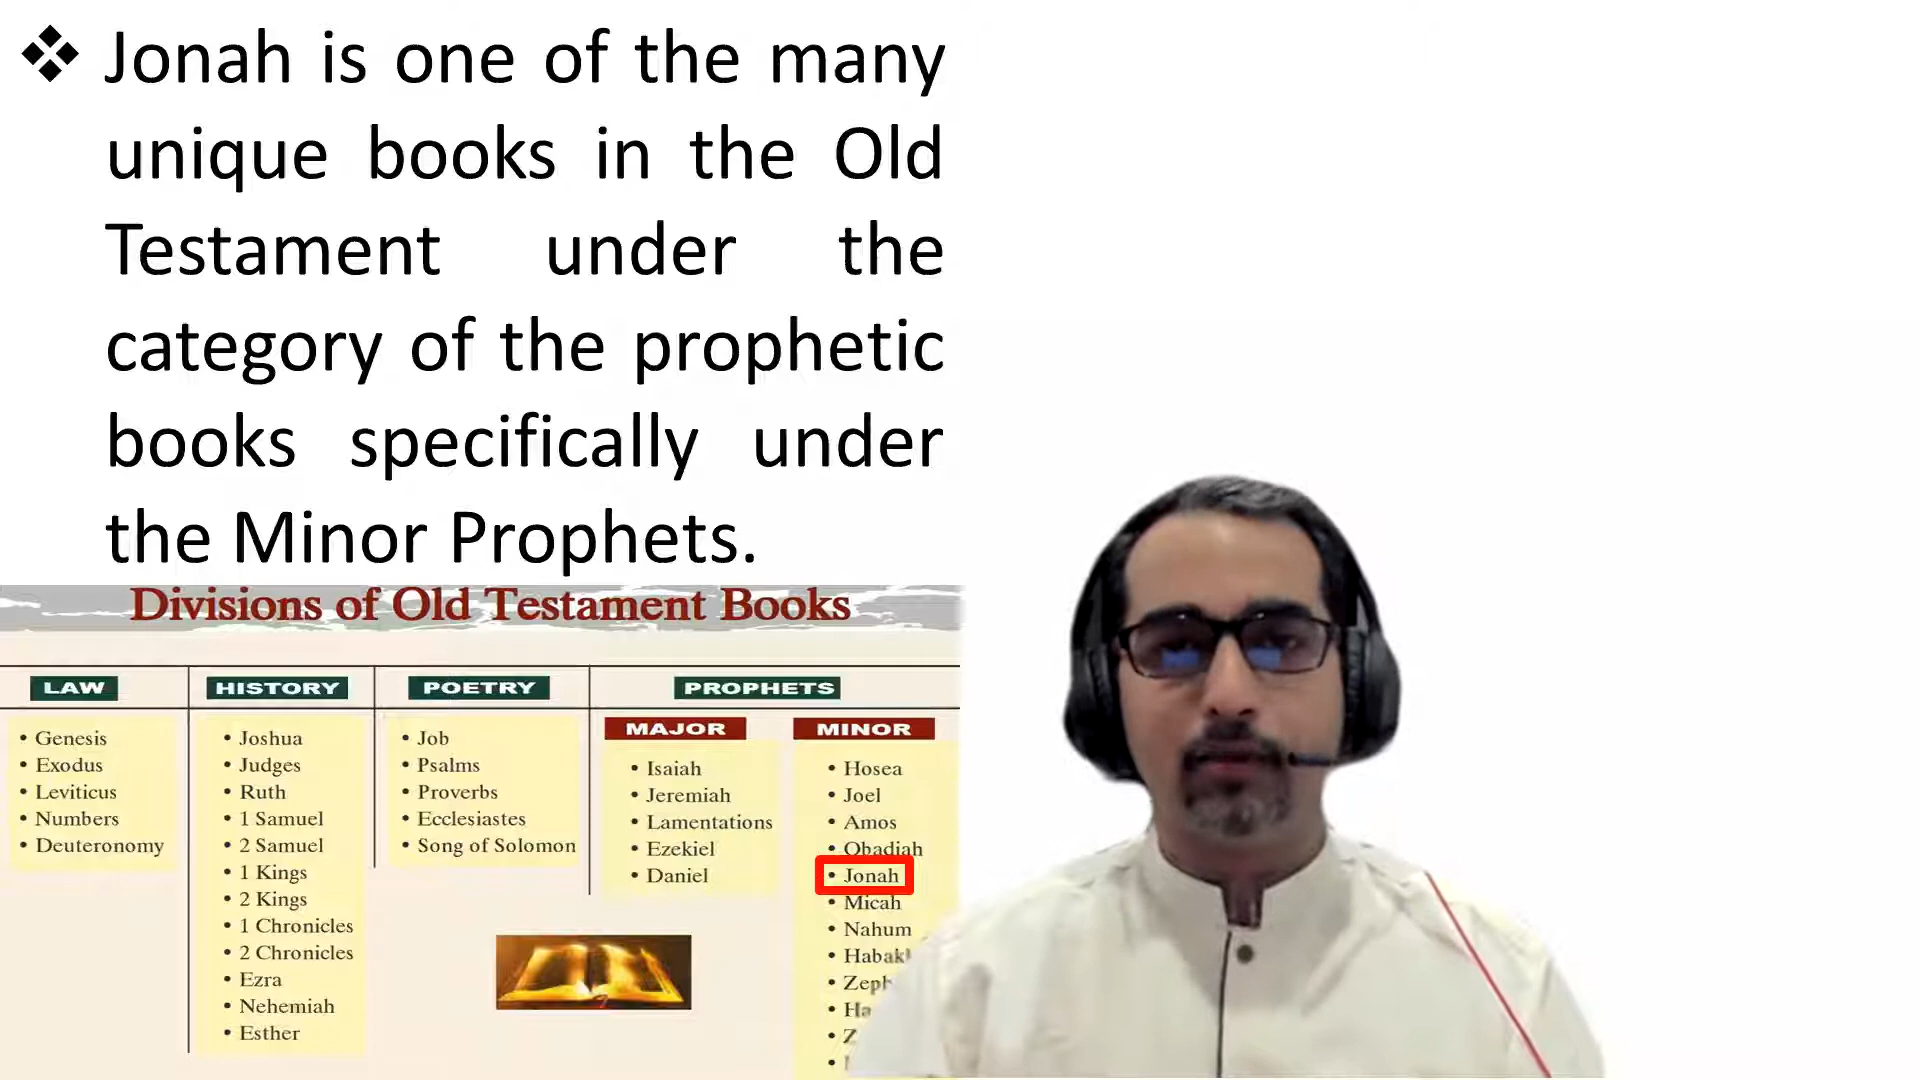 ❖ Jonah is one of the many
unique books in the Old
Testament under the
category of the prophetic
books specifically under
the Minor Prophets.
Divisions of Old Testament Books
LAW
• Genesis
• Exodus
• Leviticus
• Numbers
• Deuteronomy
HISTORY
• Joshua
• Judges
• Ruth
• 1 Samuel
• 2 Samuel
• 1 Kings
• 2 Kings
• 1 Chronicles
• 2 Chronicles
• Ezra
• Nehemiah
• Esther
POETRY
• Job
• Psalms
• Proverbs
• Ecclesiastes
• Song of Solomon
PROPHETS
MAJOR
• Isaiah
• Jeremiah
• Lamentations
• Ezekiel
• Daniel
MINOR
• Hosea
• Joel
• Amos
• Obadiah
• Jonah
• Micah
• Nahum